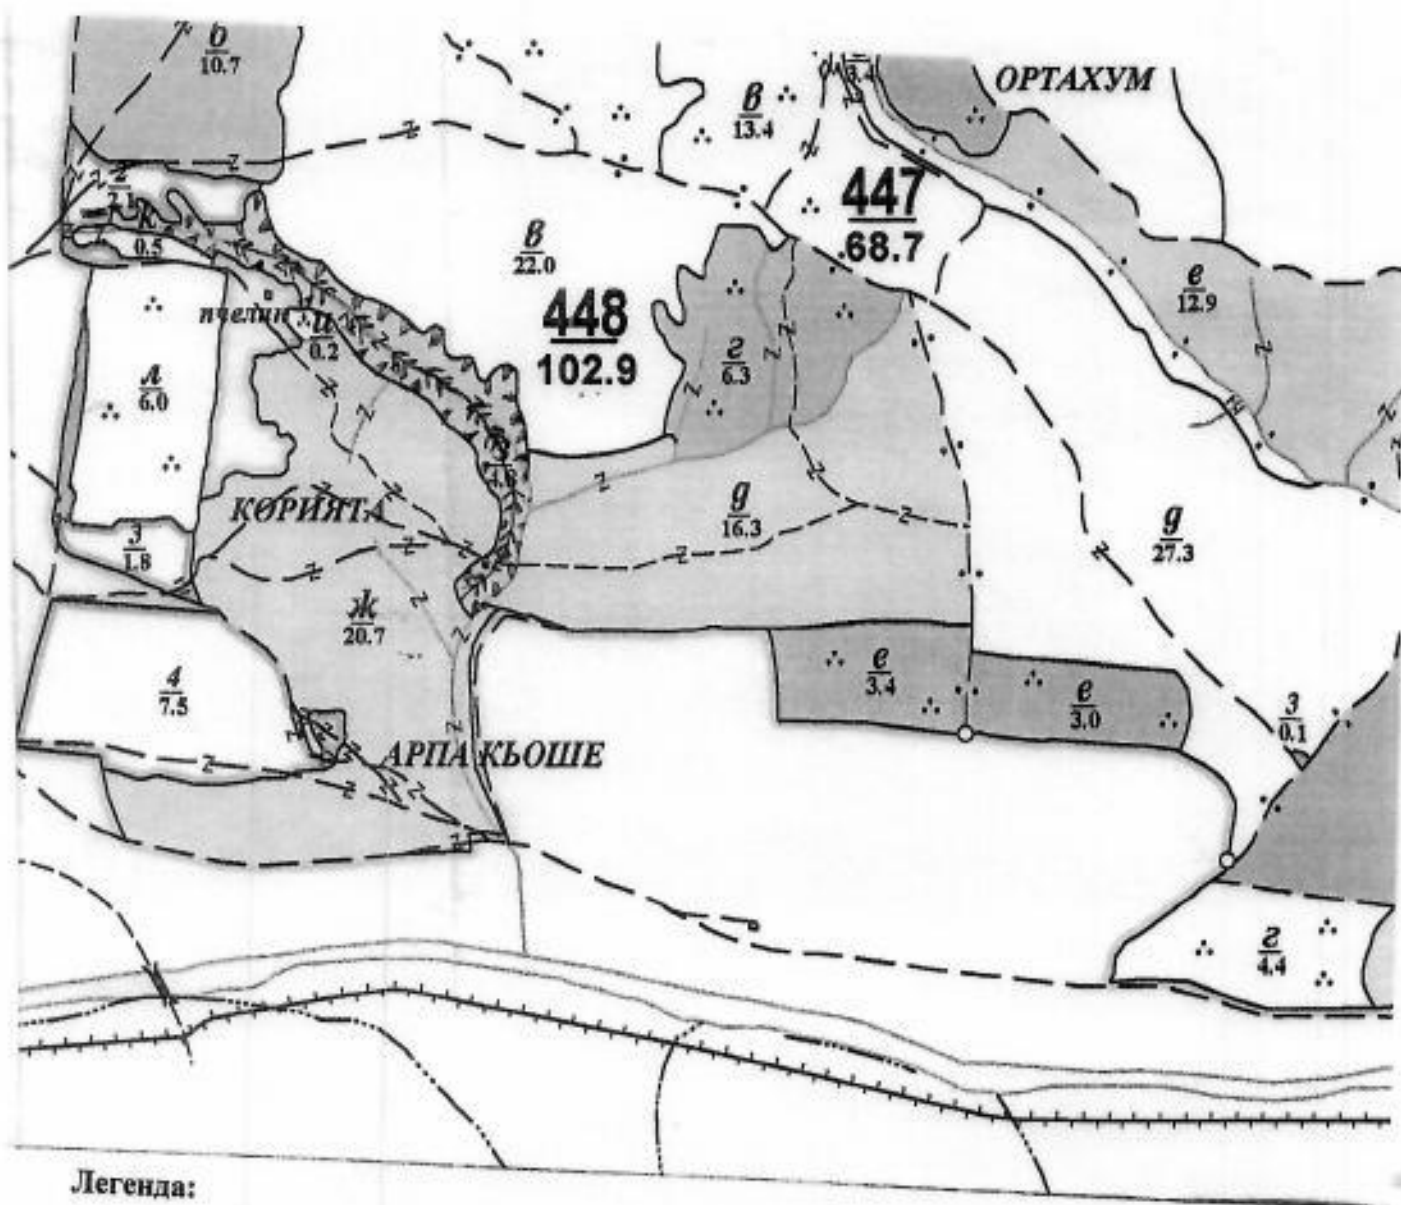 б
10.7
ОРТАХУМ
в
13.4
3.4
447
68.7
г
2.1
к
0.5
в
22.0
448
102.9
е
12.9
пчелин
и
0.2
г
6.3
л
6.0
КОРИЯТА
д
16.3
д
27.3
З
1.8
ж
20.7
е
3.4
е
3.0
4
7.5
З
0.1
АРПА КЬОШЕ
г
4.4
Легенда: